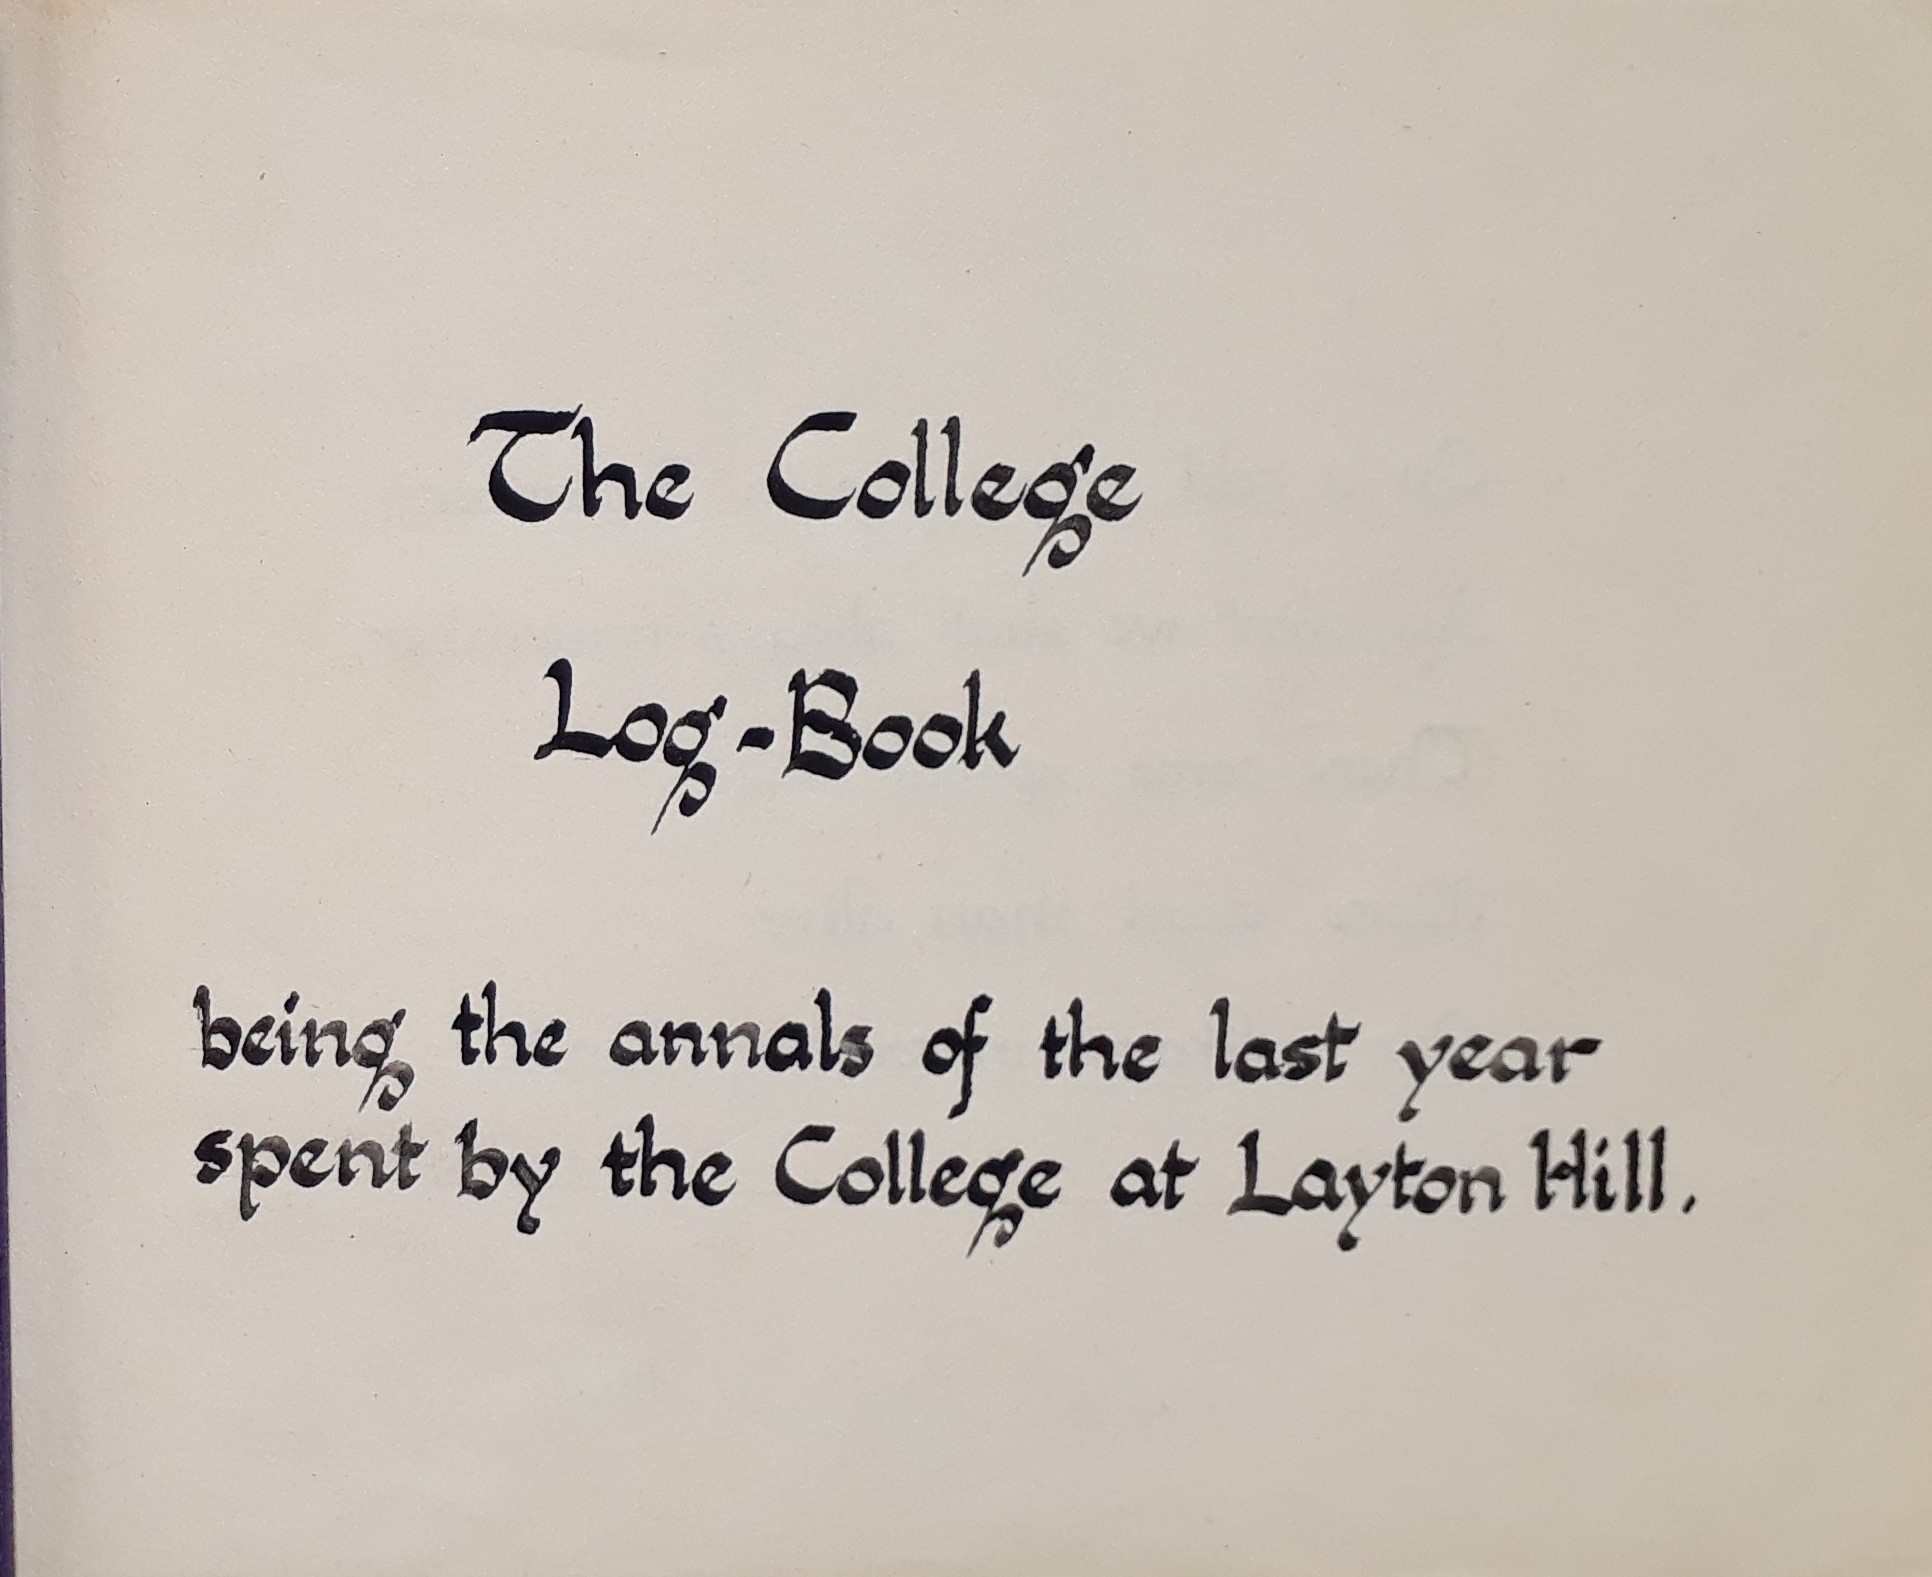 The College
Log-Book
being the annals of the last year
spent by the College at Layton Hill.